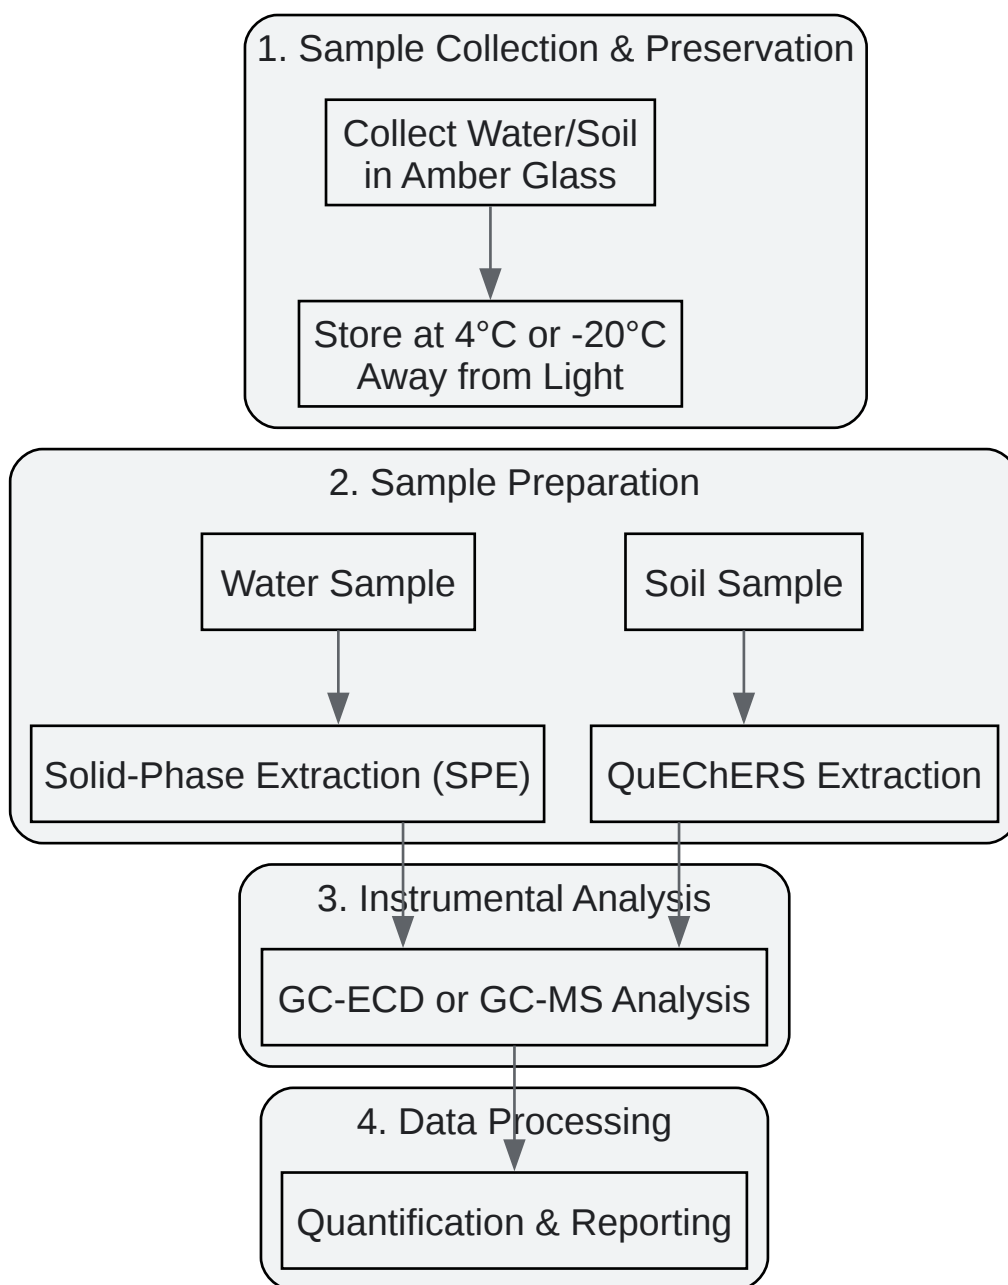 1. Sample Collection & Preservation
Collect Water/Soil
in Amber Glass
Store at 4°C or -20°C
Away from Light
2. Sample Preparation
Water Sample
Soil Sample
Solid-Phase Extraction (SPE)
QuEChERS Extraction
3. Instrumental Analysis
GC-ECD or GC-MS Analysis
4. Data Processing
Quantification & Reporting